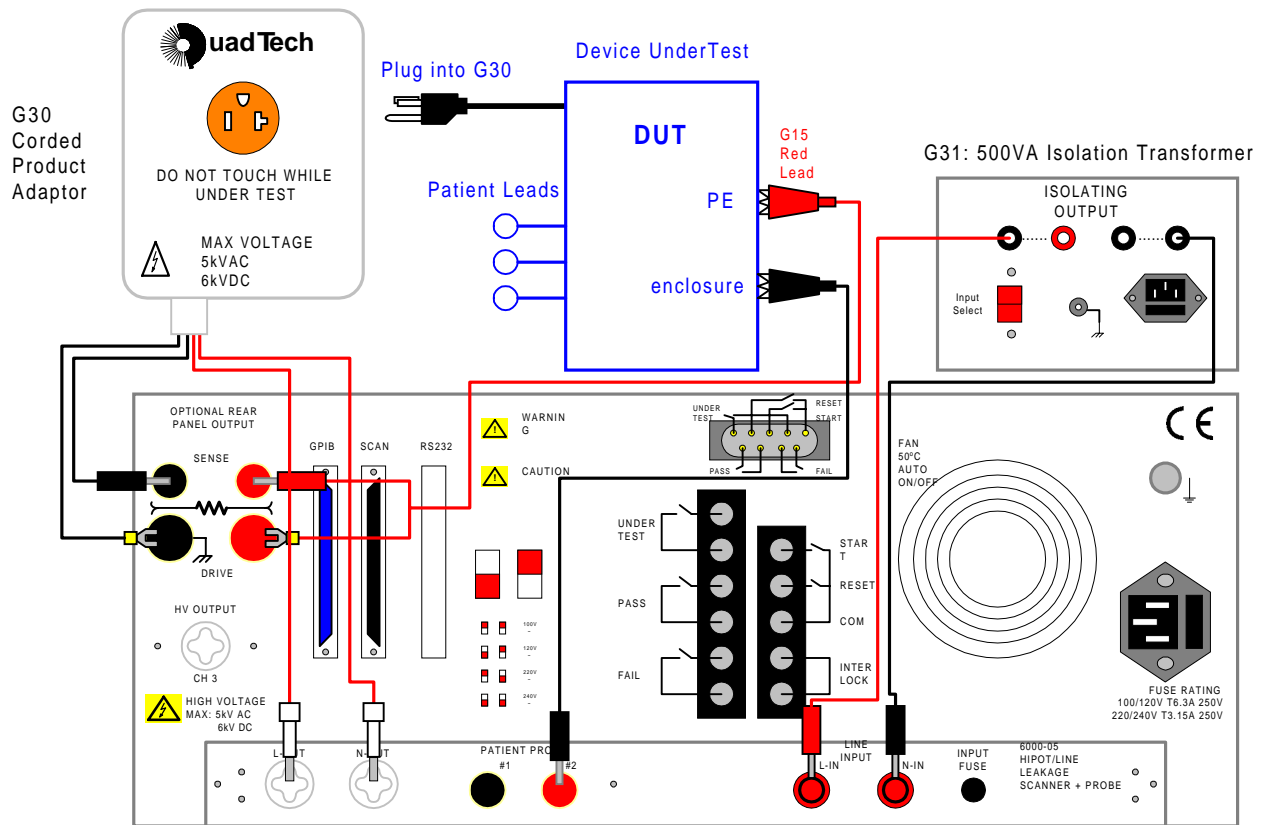 uadTech
DO NOT TOUCH WHILE
UNDER TEST
MAX VOLTAGE
5kVAC
6kVDC
G30
Corded
Product
Adaptor
Plug into G30
Device UnderTest
DUT
Patient Leads
PE
enclosure
G15
Red
Lead
G31: 500VA Isolation Transformer
ISOLATING
OUTPUT
Input
Select
OPTIONAL REAR
PANEL OUTPUT
SENSE
DRIVE
HV OUTPUT
CH 3
HIGH VOLTAGE
MAX: 5kV AC
6kV DC
GPIB
SCAN
RS232
WARNIN
G
CAUTION
UNDER
TEST
RESET
START
PASS
FAIL
100V
~
120V
~
220V
~
240V
~
UNDER
TEST
PASS
FAIL
STAR
T
RESET
COM
INTER
LOCK
FAN
50ºC
AUTO
ON/OFF
CE
FUSE RATING
100/120V T6.3A 250V
220/240V T3.15A 250V
PATIENT PRO
#1
#2
LINE
INPUT
L-IN
N-IN
INPUT
FUSE
6000-05
HIPOT/LINE
LEAKAGE
SCANNER + PROBE